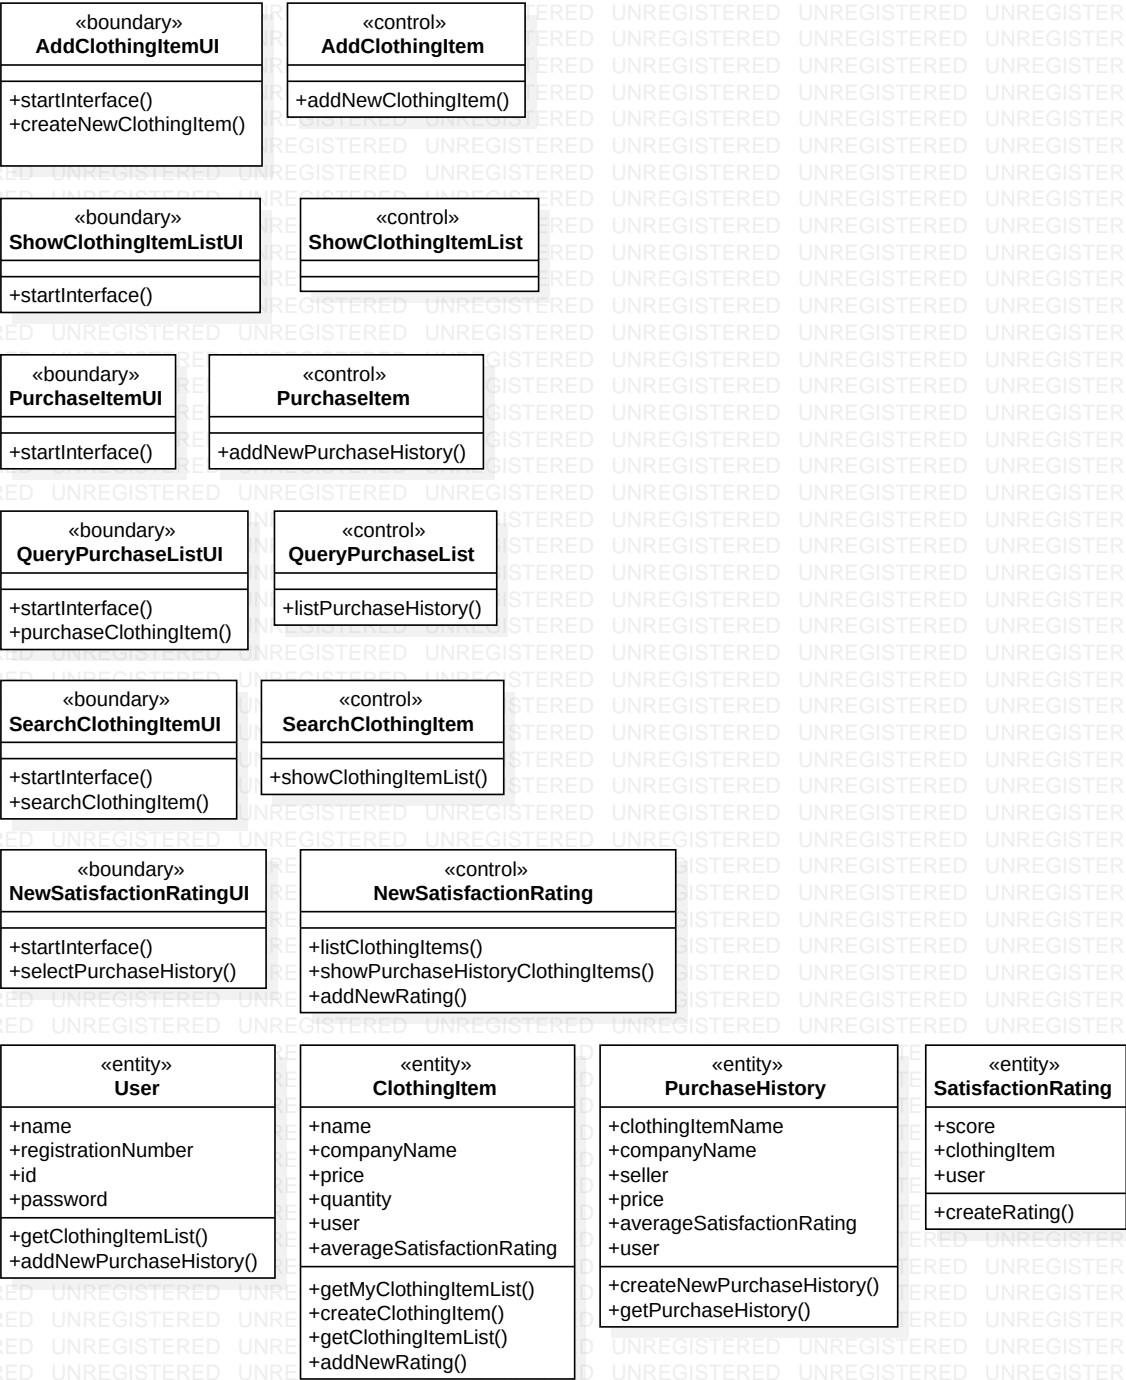 «boundary»
AddClothingItemUI
+startInterface()
+createNewClothingItem()
«control»
AddClothingItem
+addNewClothingItem()
«boundary»
ShowClothingItemListUI
+startInterface()
«control»
ShowClothingItemList
«boundary»
PurchaseItemUI
+startInterface()
«control»
PurchaseItem
+addNewPurchaseHistory()
«boundary»
QueryPurchaseListUI
+startInterface()
+purchaseClothingItem()
«control»
QueryPurchaseList
+listPurchaseHistory()
«boundary»
SearchClothingItemUI
+startInterface()
+searchClothingItem()
«control»
SearchClothingItem
+showClothingItemList()
«boundary»
NewSatisfactionRatingUI
+startInterface()
+selectPurchaseHistory()
«control»
NewSatisfactionRating
+listClothingItems()
+showPurchaseHistoryClothingItems()
+addNewRating()
«entity»
User
+name
+registrationNumber
+id
+password
+getClothingItemList()
+addNewPurchaseHistory()
«entity»
ClothingItem
+name
+companyName
+price
+quantity
+user
+averageSatisfactionRating
+getMyClothingItemList()
+createClothingItem()
+getClothingItemList()
+addNewRating()
«entity»
PurchaseHistory
+clothingItemName
+companyName
+seller
+price
+averageSatisfactionRating
+user
+createNewPurchaseHistory()
+getPurchaseHistory()
«entity»
SatisfactionRating
+score
+clothingItem
+user
+createRating()
UNREGISTERED